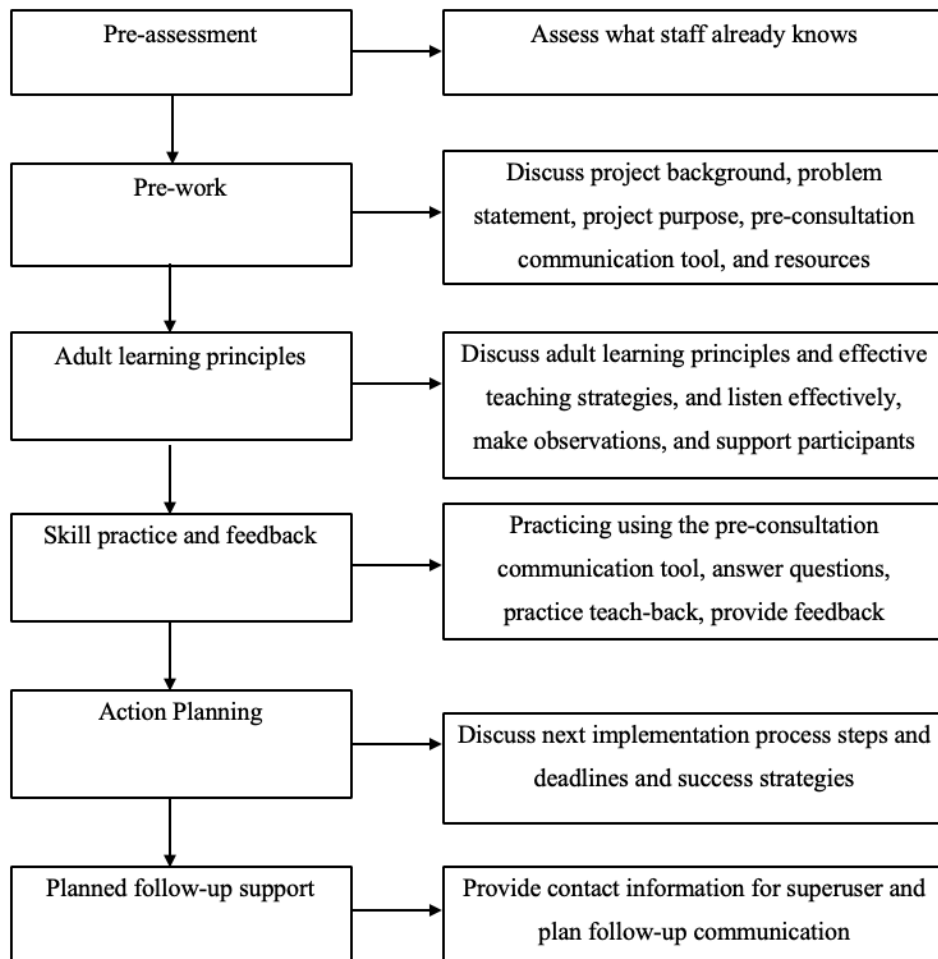 Pre-assessment
Assess what staff already knows
Pre-work
Discuss project background, problem
statement, project purpose, pre-consultation
communication tool, and resources
Adult learning principles
Discuss adult learning principles and effective
teaching strategies, and listen effectively,
make observations, and support participants
Skill practice and feedback
Practicing using the pre-consultation
communication tool, answer questions,
practice teach-back, provide feedback
Action Planning
Discuss next implementation process steps and
deadlines and success strategies
Planned follow-up support
Provide contact information for superuser and
plan follow-up communication